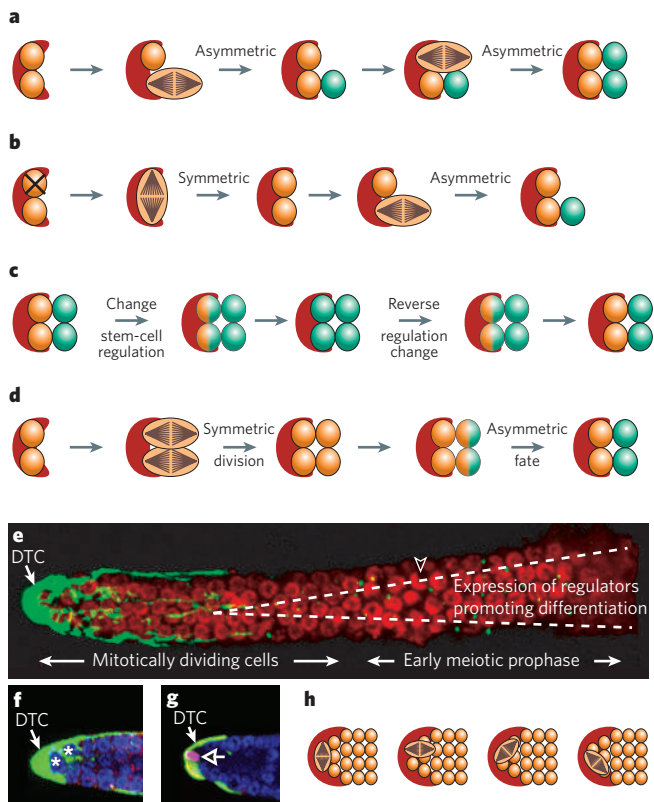 a
Asymmetric
Asymmetric
b
Symmetric
Asymmetric
c
Change
stem-cell
regulation
Reverse
regulation
change
d
Symmetric
division
Asymmetric
fate
e
DTC
Expression of regulators
promoting differentiation
Mitotically dividing cells
Early meiotic prophase
f
DTC
*
*
g
DTC
h